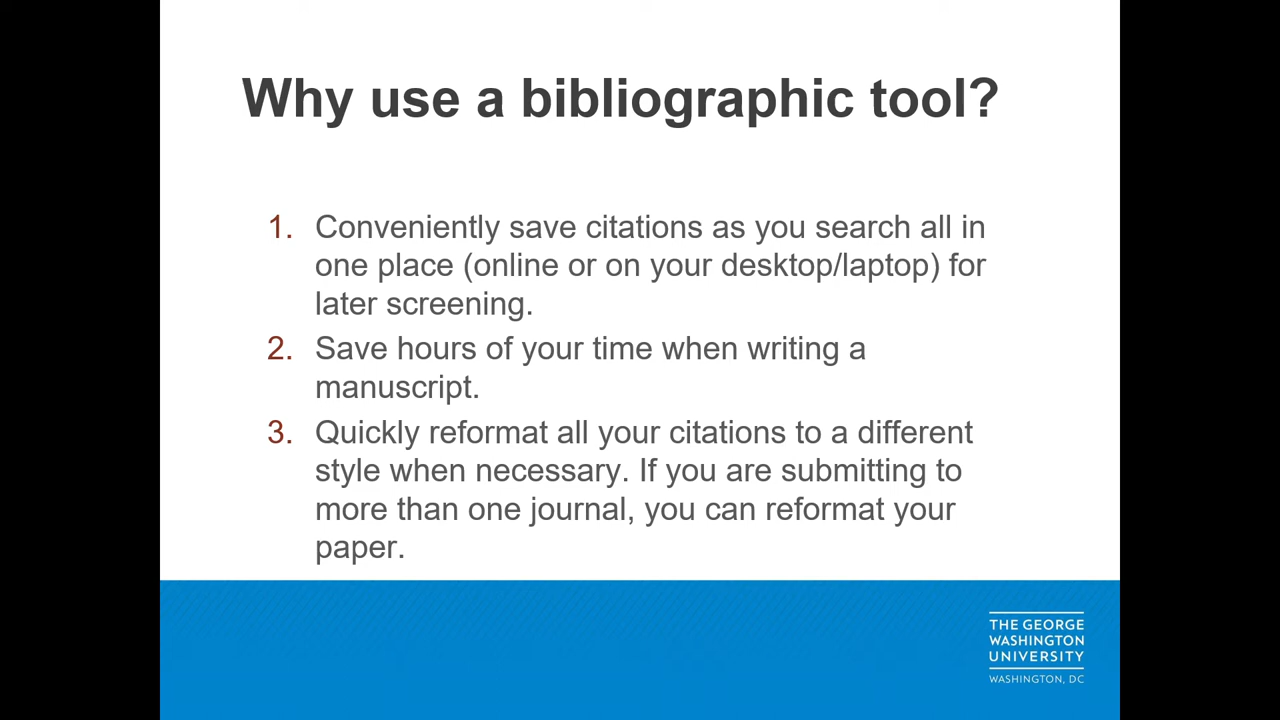 Why use a bibliographic tool?
1. Conveniently save citations as you search all in
one place (online or on your desktop/laptop) for
later screening.
2. Save hours of your time when writing a
manuscript.
3. Quickly reformat all your citations to a different
style when necessary. If you are submitting to
more than one journal, you can reformat your
paper.
THE GEORGE
WASHINGTON
UNIVERSITY
WASHINGTON, DC